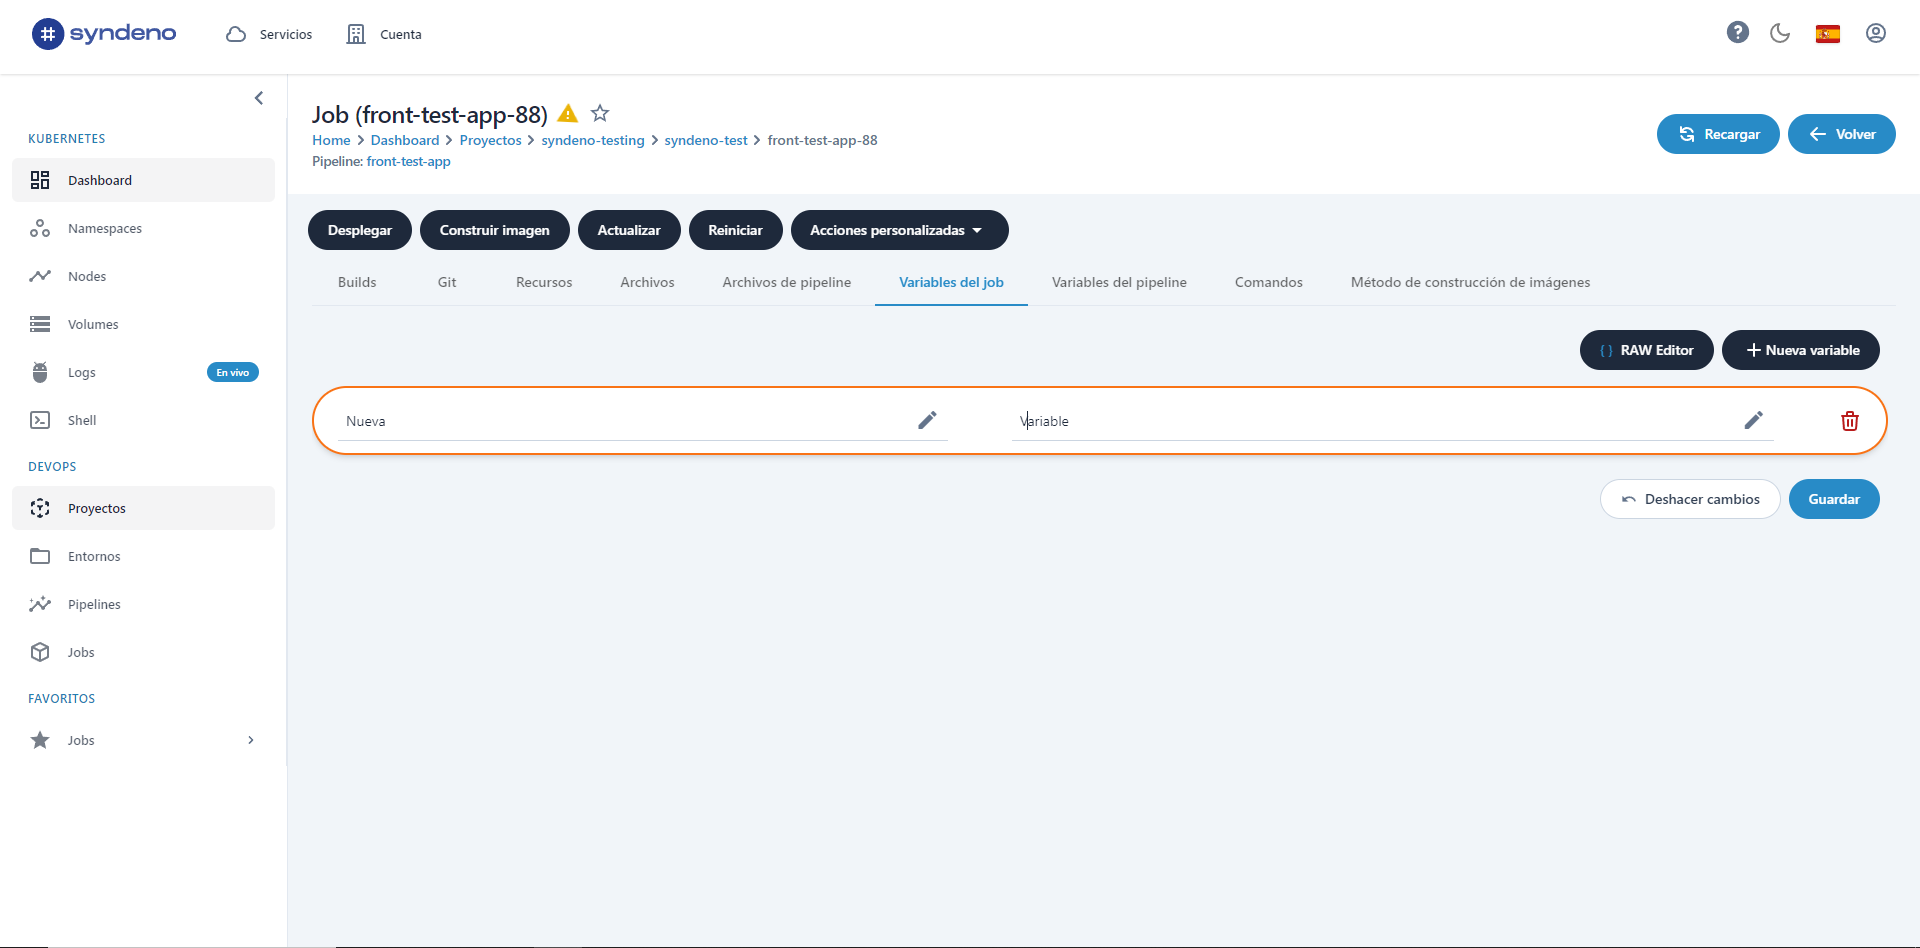 syndeno
Servicios
Cuenta
KUBERNETES
Dashboard
Namespaces
Nodes
Volumes
Logs
En vivo
Shell
DEVOPS
Proyectos
Entornos
Pipelines
Jobs
FAVORITOS
Jobs
Job (front-test-app-88)
Home > Dashboard > Proyectos > syndeno-testing > syndeno-test > front-test-app-88
Pipeline: front-test-app
Recargar
Volver
Desplegar
Construir imagen
Actualizar
Reiniciar
Acciones personalizadas
Builds
Git
Recursos
Archivos
Archivos de pipeline
Variables del job
Variables del pipeline
Comandos
Método de construcción de imágenes
{ } RAW Editor
+ Nueva variable
Nueva
Variable
Deshacer cambios
Guardar